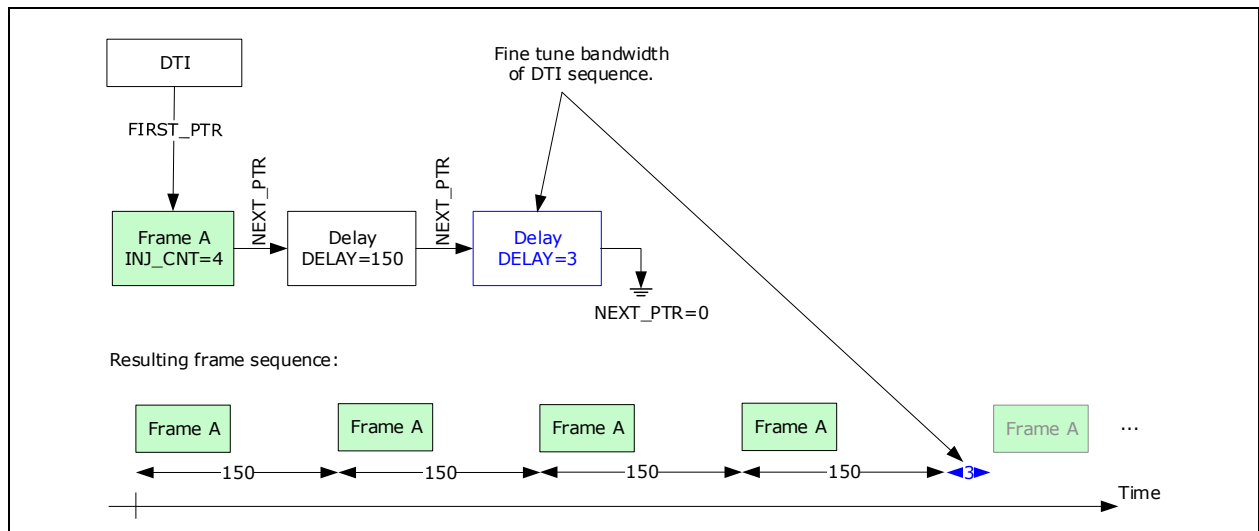 DTI
Fine tune bandwidth
of DTI sequence.
FIRST_PTR
NEXT_PTR
NEXT_PTR
Frame A
INJ_CNT=4
Delay
DELAY=150
Delay
DELAY=3
NEXT_PTR=0
Resulting frame sequence:
Frame A
Frame A
Frame A
Frame A
Frame A
...
150
150
150
150
3
Time